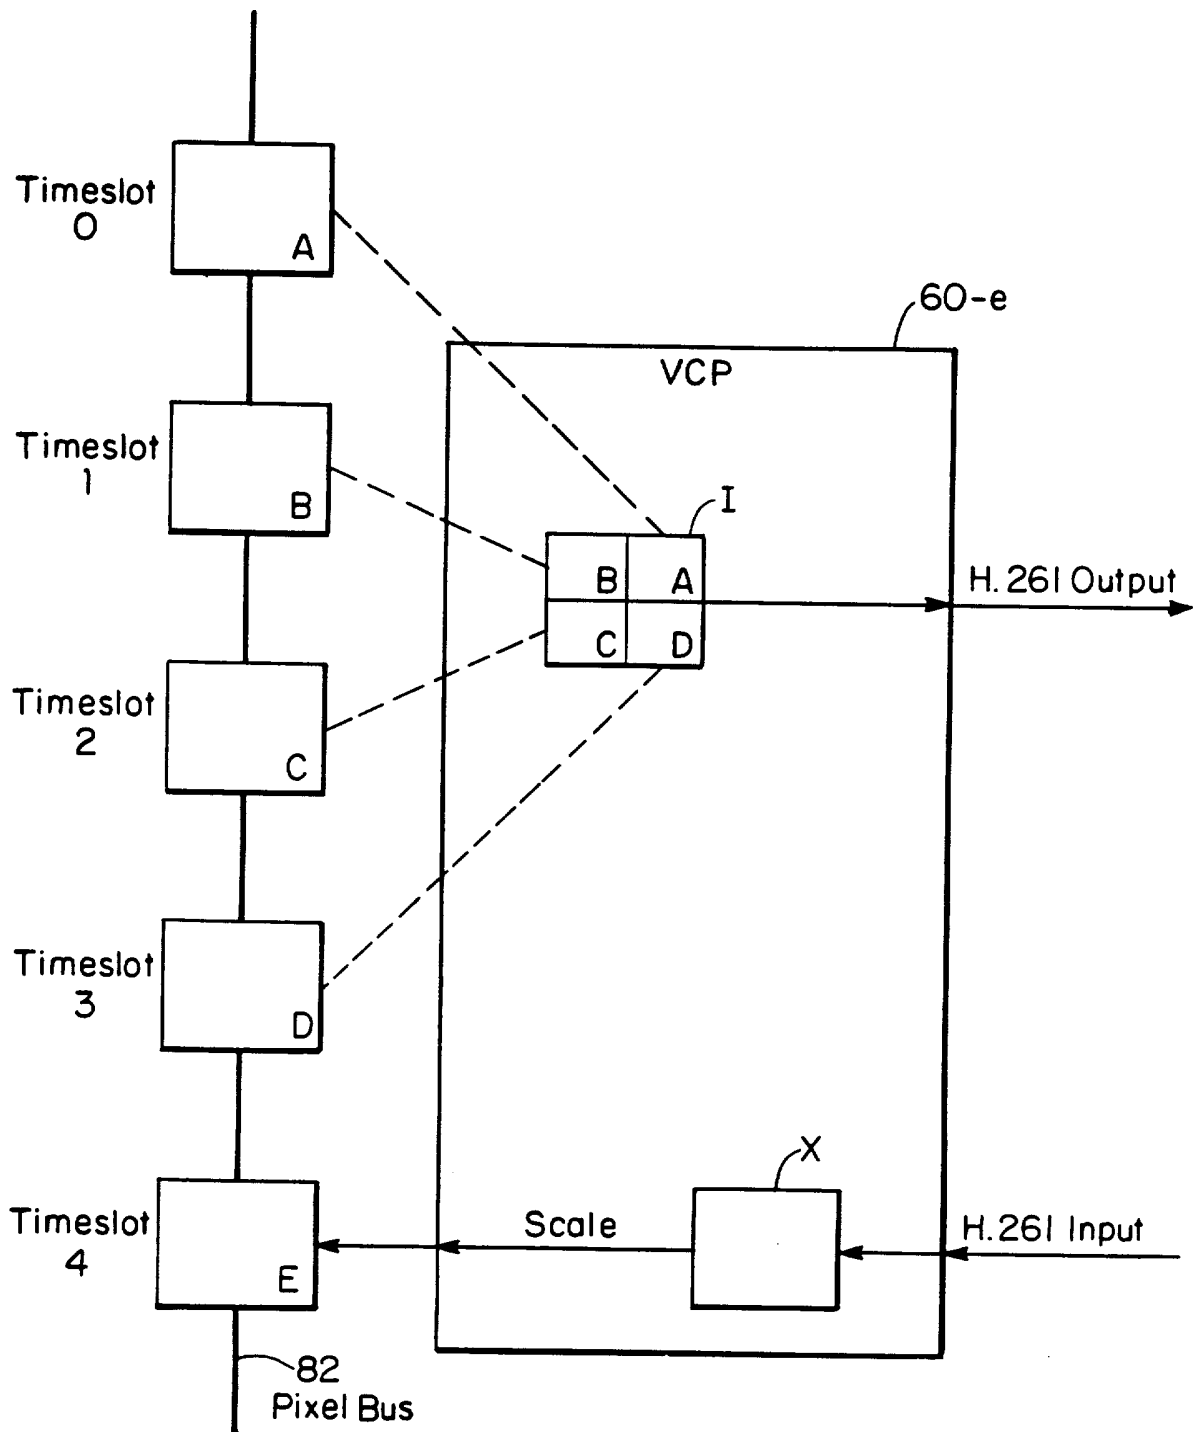 Timeslot
0
A
60-e
VCP
Timeslot
1
B
I
B A
C D
H.261 Output
Timeslot
2
C
Timeslot
3
D
X
Timeslot
4
E
Scale
H.261 Input
82
Pixel Bus